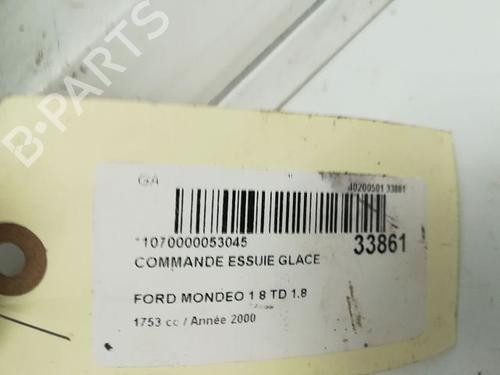 B-PARTS
GA
40200501 33861
*1070000053045
33861
COMMANDE ESSUIE GLACE
FORD MONDEO 1 8 TD 1.8
1753 cc / Année 2000